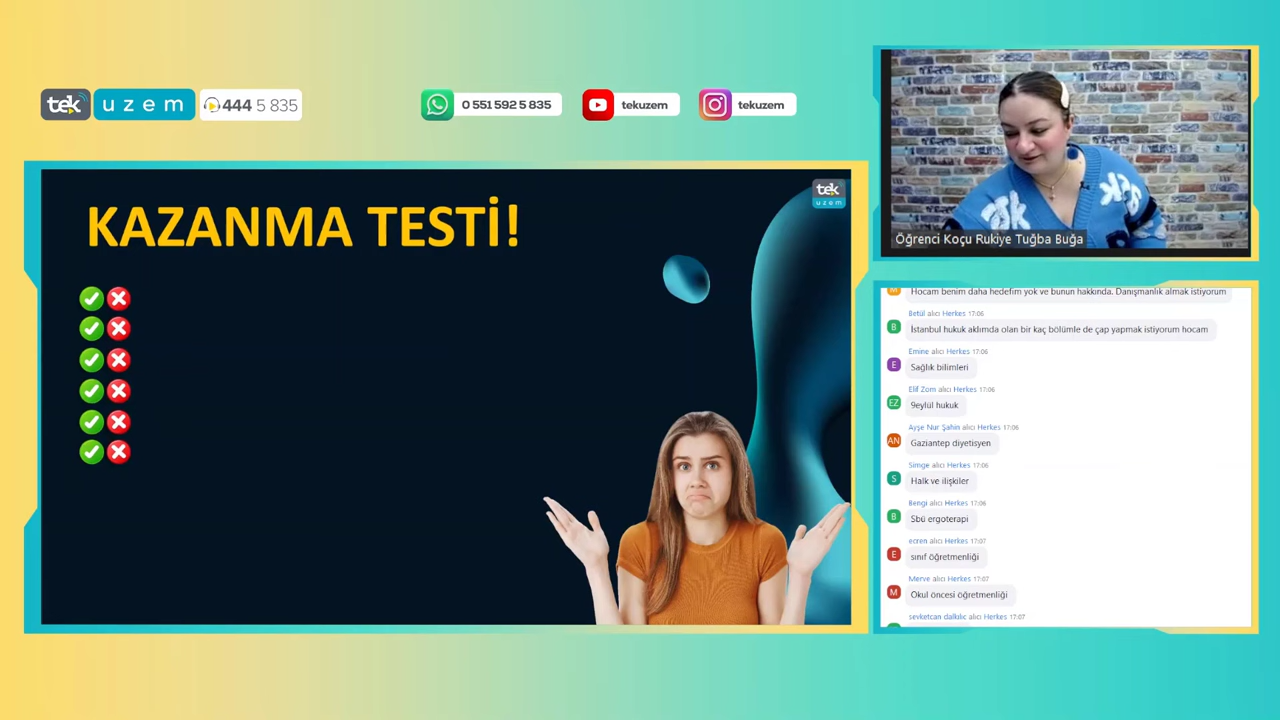 tek uzem 444 5 835
0 551 592 5 835
tekuzem
tekuzem
tek
uzem
KAZANMA TESTİ!
Öğrenci Koçu Rukiye Tuğba Buğa
Hocam benim daha hedefim yok ve bunun hakkında. Danışmanlık almak istiyorum
Betül alıcı Herkes 17:06
B
İstanbul hukuk aklımda olan bir kaç bölümle de çap yapmak istiyorum hocam
Emine alıcı Herkes 17:06
E
Sağlık bilimleri
Elif Zom alıcı Herkes 17:06
EZ
9eylül hukuk
Ayşe Nur Şahin alıcı Herkes 17:06
AN
Gaziantep diyetisyen
Simge alıcı Herkes 17:06
S
Halk ve ilişkiler
Bengi alıcı Herkes 17:06
B
Sbü ergoterapi
ecren alıcı Herkes 17:07
E
sınıf öğretmenliği
Merve alıcı Herkes 17:07
M
Okul öncesi öğretmenliği
sevketcan dalkılıc alıcı Herkes 17:07